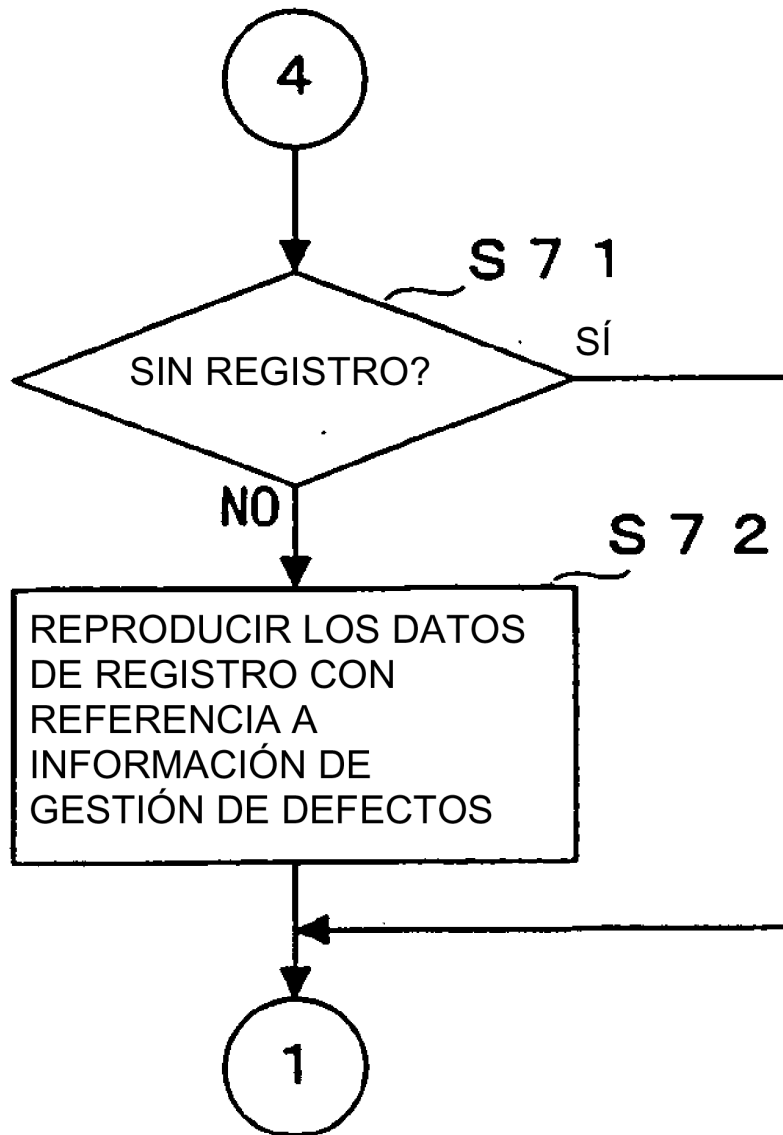 4
S 7 1
SIN REGISTRO?
SÍ
NO
S 7 2
REPRODUCIR LOS DATOS
DE REGISTRO CON
REFERENCIA A
INFORMACIÓN DE
GESTIÓN DE DEFECTOS
1